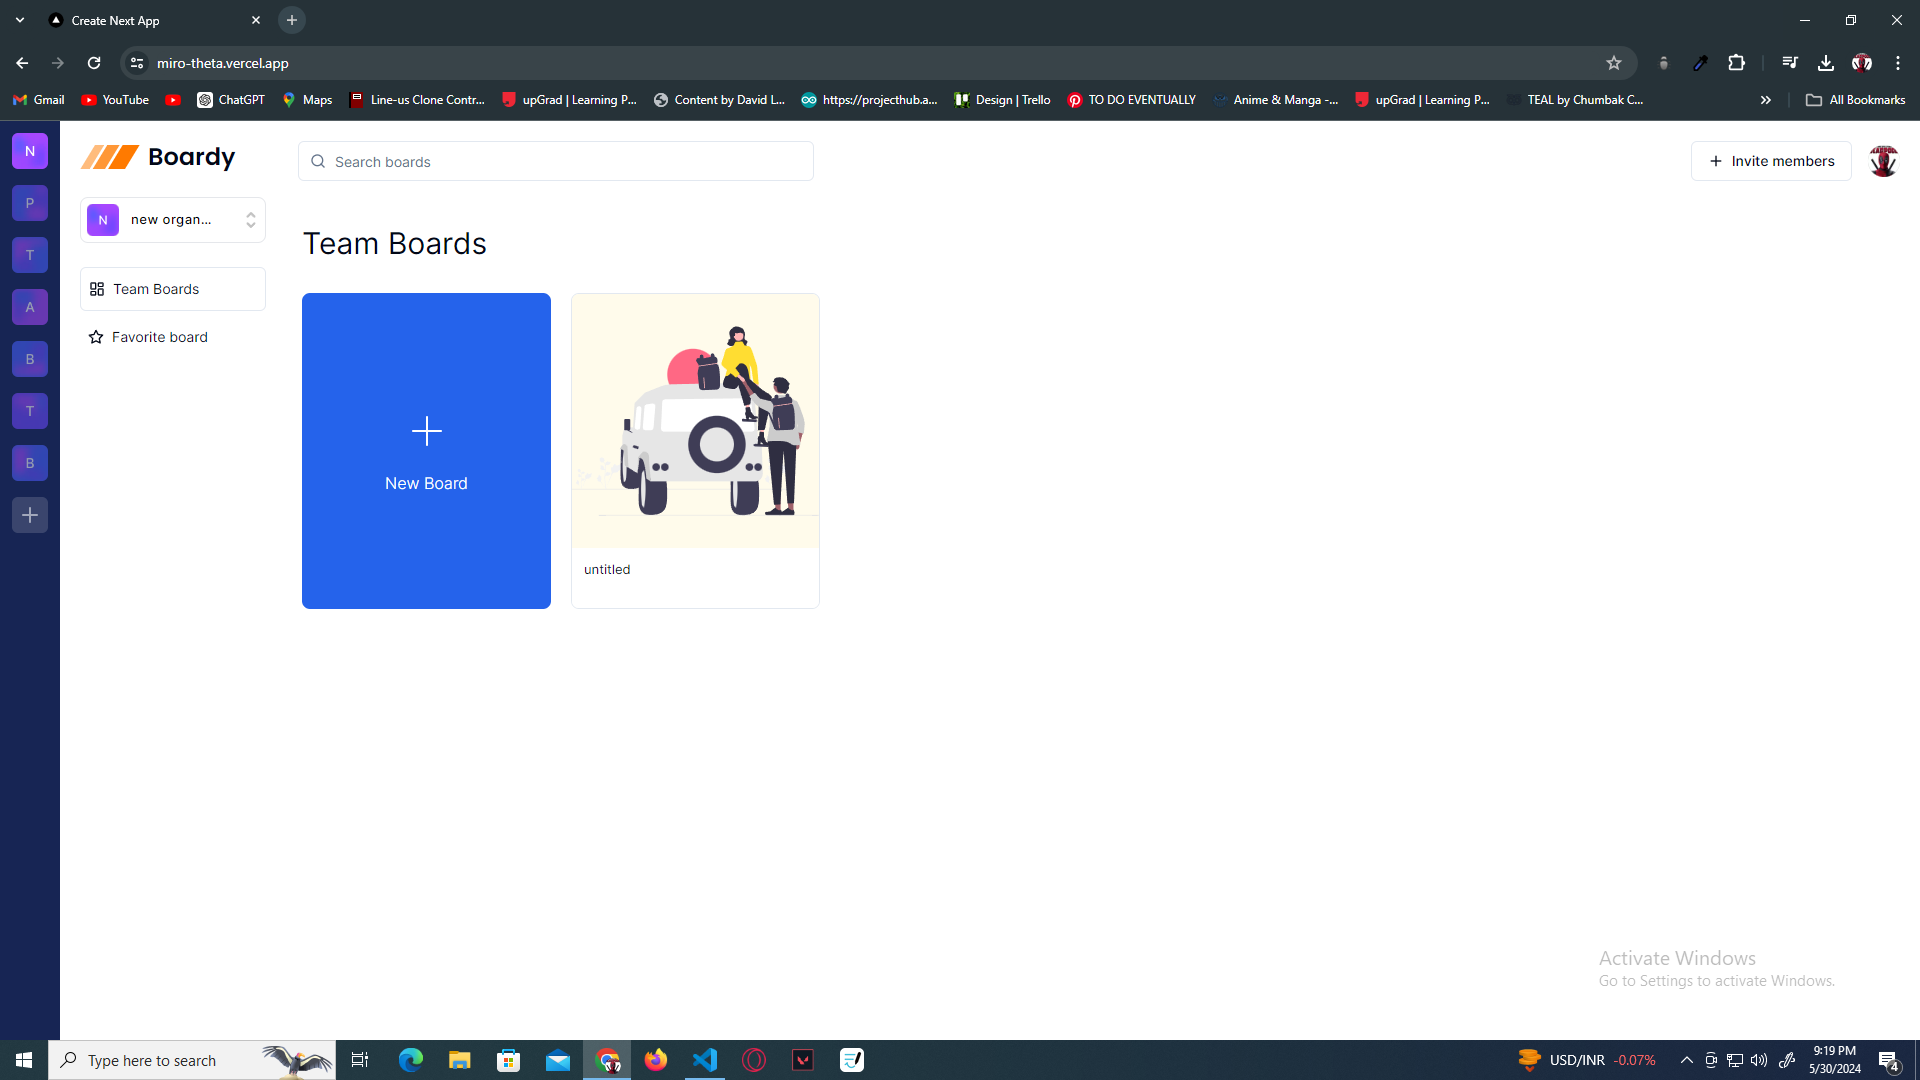 Create Next App
miro-theta.vercel.app
Gmail YouTube ChatGPT Maps Line-us Clone Contr... upGrad | Learning P... Content by David L... https://projecthub.a... Design | Trello TO DO EVENTUALLY Anime & Manga -... upGrad | Learning P... TEAL by Chumbak C... » All Bookmarks
N
P
T
A
B
T
B
Boardy
Search boards
Invite members
N new organ...
Team Boards
Favorite board
Team Boards
New Board
untitled
Activate Windows
Go to Settings to activate Windows.
Type here to search
USD/INR -0.07%
9:19 PM
5/30/2024
4